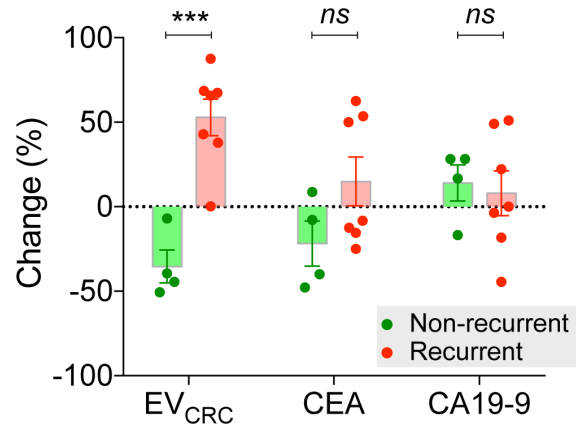 *** ns ns
100
50
0
-50
-100
Change (%)
Non-recurrent
Recurrent
EVCRC CEA CA19-9